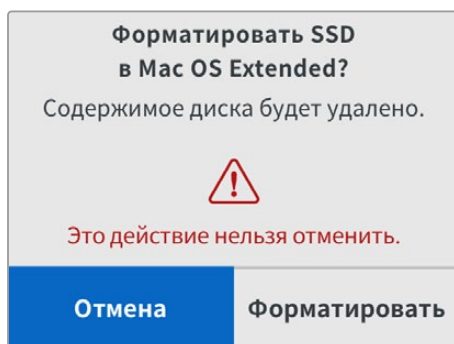 Форматировать SSD
в Mac OS Extended?
Содержимое диска будет удалено.
Это действие нельзя отменить.
Отмена
Форматировать